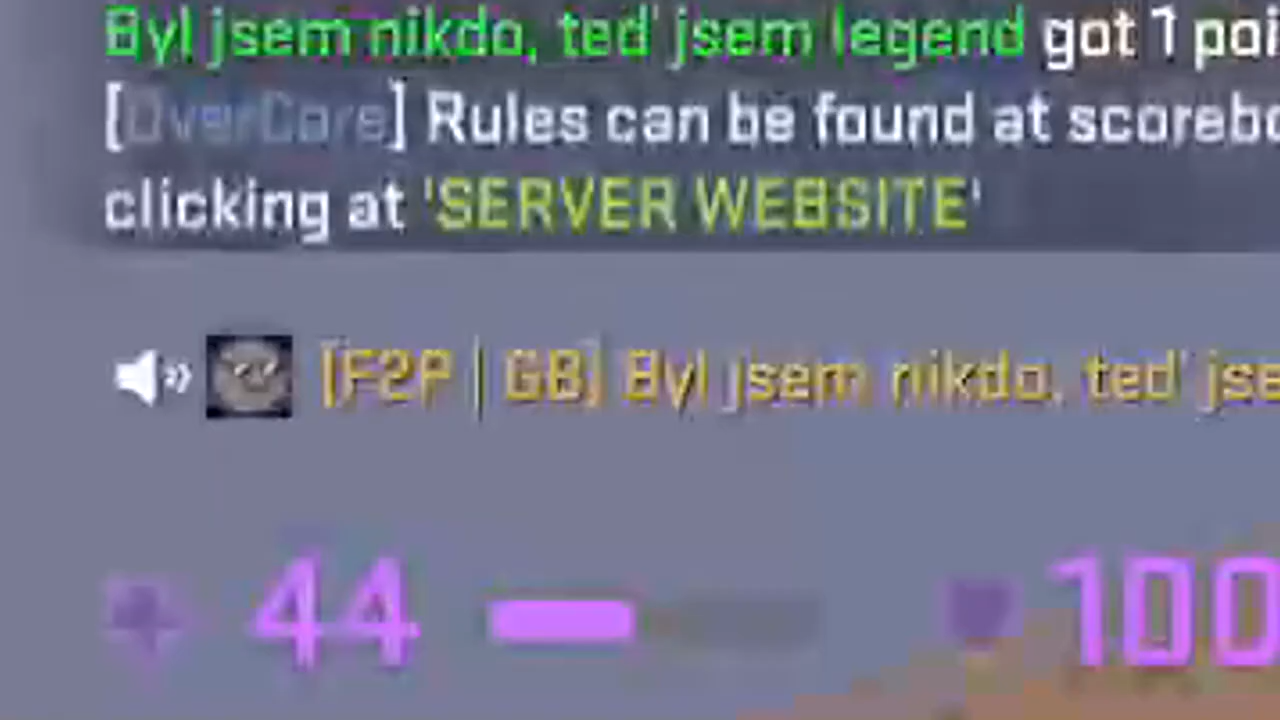 Byl jsem nikdo, teď jsem legend got 1 poi
[OverCore] Rules can be found at scorebo
clicking at 'SERVER WEBSITE'
[F2P | GB] Byl jsem nikdo, teď jse
44 100